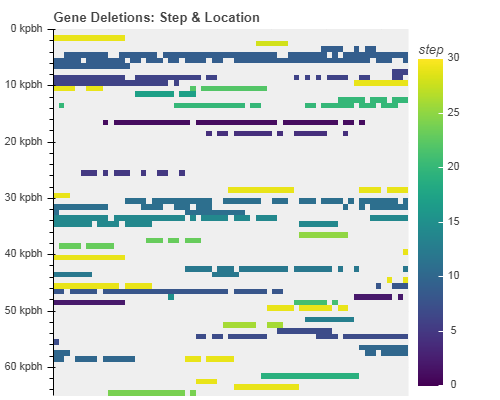 Gene Deletions: Step & Location
step
0 kpbh
10 kpbh
20 kpbh
30 kpbh
40 kpbh
50 kpbh
60 kpbh
30
25
20
15
10
5
0